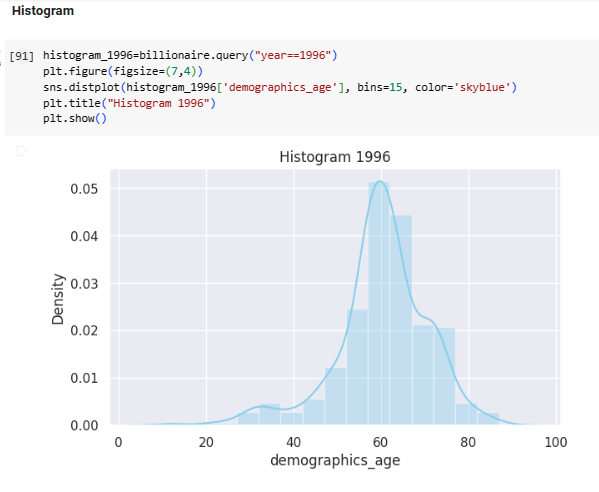 Histogram
[91] histogram_1996=billionaire.query("year==1996")
plt.figure(figsize=(7,4))
sns.distplot(histogram_1996['demographics_age'], bins=15, color='skyblue')
plt.title("Histogram 1996")
plt.show()
Histogram 1996
0.05
0.04
0.03
0.02
0.01
0.00
Density
0 20 40 60 80 100
demographics_age